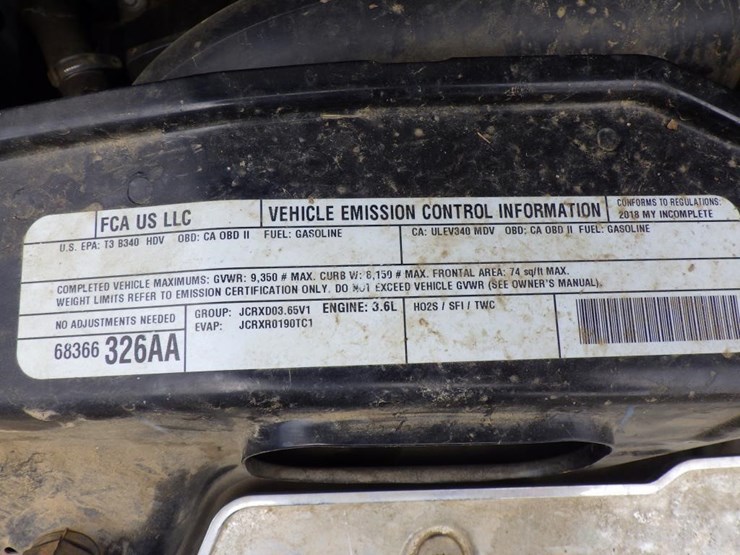 FCA US LLC
VEHICLE EMISSION CONTROL INFORMATION
CONFORMS TO REGULATIONS:
2018 MY INCOMPLETE
U.S. EPA: T3 B340 HDV OBD: CA OBD II FUEL: GASOLINE
CA: ULEV340 MDV OBD: CA OBD II FUEL: GASOLINE
COMPLETED VEHICLE MAXIMUMS: GVWR: 9,350 # MAX. CURB W: 8,159 # MAX. FRONTAL AREA: 74 sq/ft MAX.
WEIGHT LIMITS REFER TO EMISSION CERTIFICATION ONLY. DO NOT EXCEED VEHICLE GVWR (SEE OWNER'S MANUAL).
NO ADJUSTMENTS NEEDED
68366 326AA
GROUP: JCRXD03.65V1 ENGINE: 3.6L
EVAP: JCRXR0190TC1
HO2S / SFI / TWC